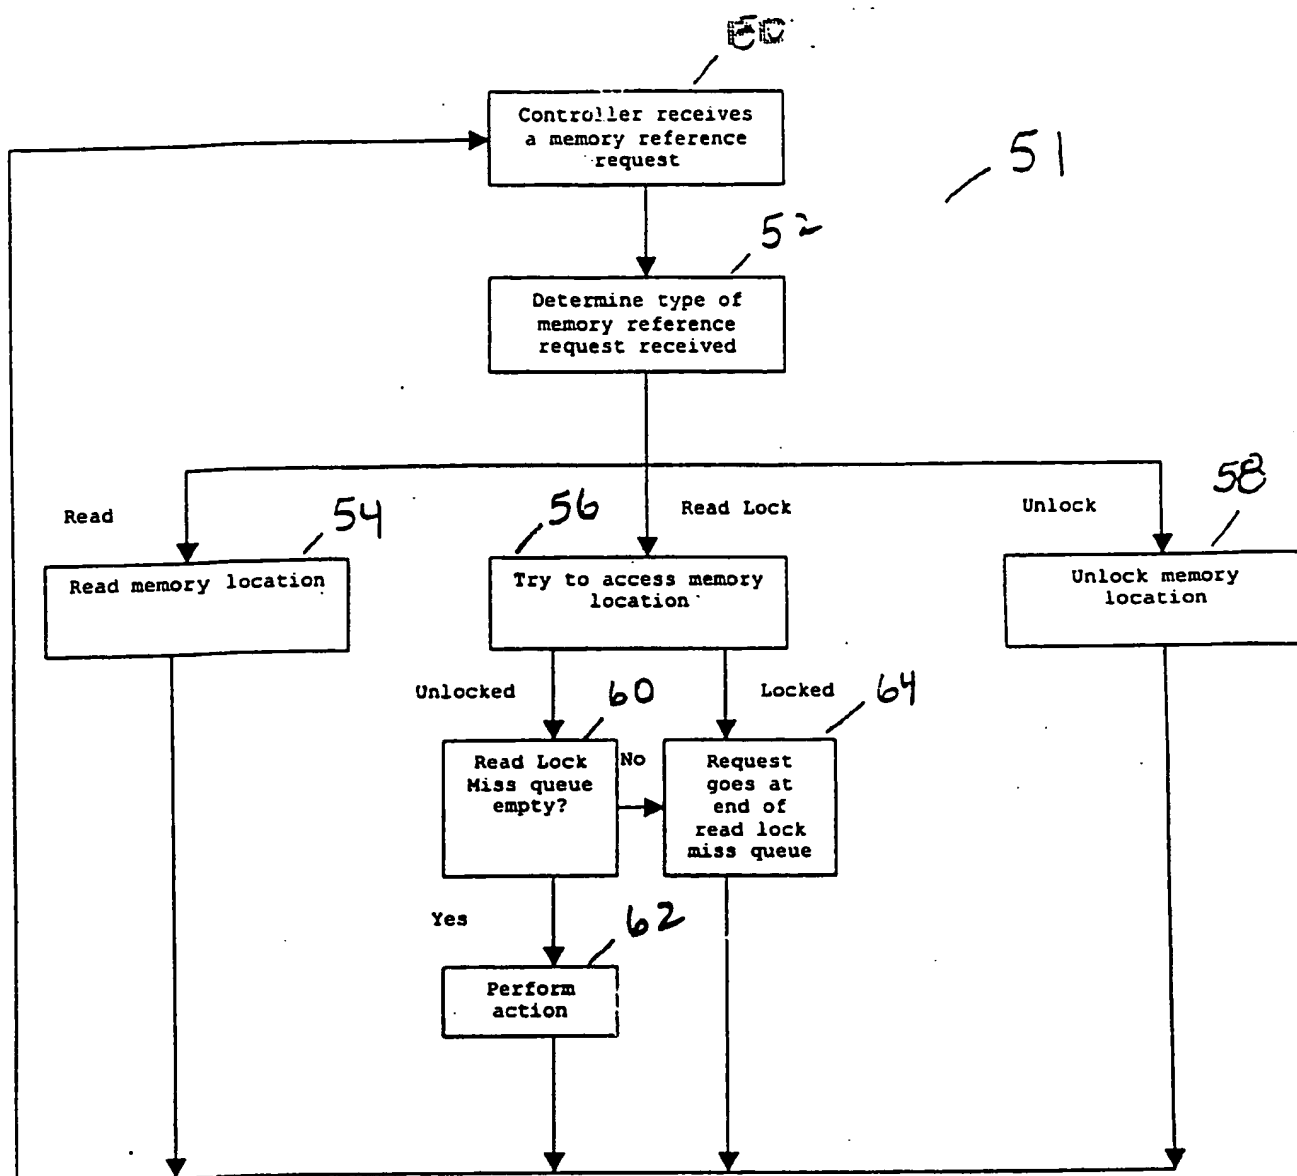 Controller receives
a memory reference
request
51
52
Determine type of
memory reference
request received
Read
54
56
Read Lock
Unlock
58
Read memory location
Try to access memory
location
Unlock memory
location
Unlocked
60
Locked
64
Read Lock
Miss queue
empty?
No
Request
goes at
end of
read lock
miss queue
Yes
62
Perform
action